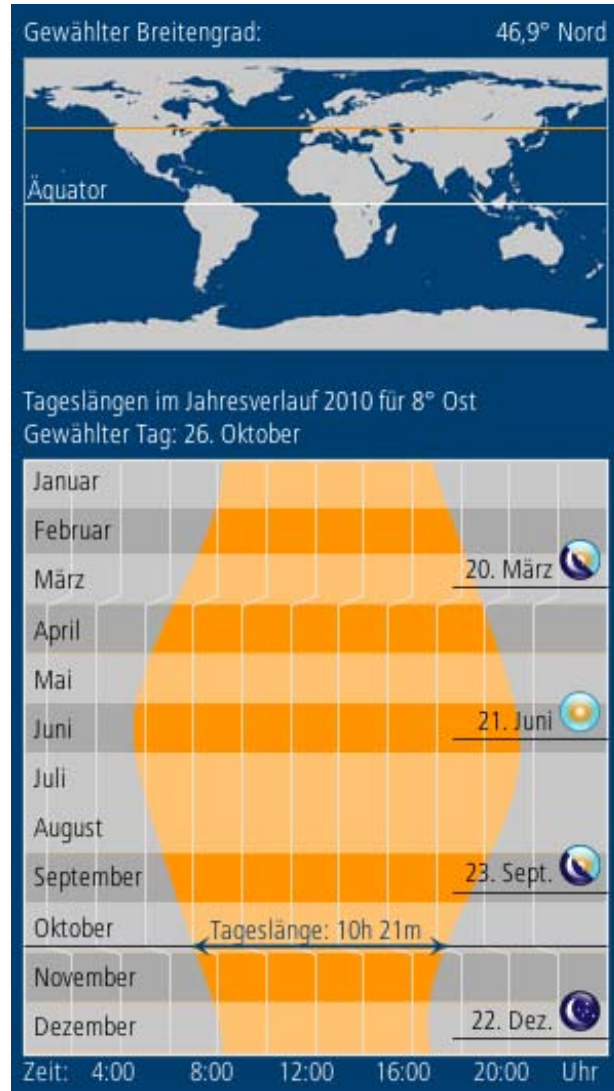 Gewählter Breitengrad: 46,9° Nord
Äquator
Tageslängen im Jahresverlauf 2010 für 8° Ost
Gewählter Tag: 26. Oktober
Januar
Februar
März 20. März
April
Mai
Juni 21. Juni
Juli
August
September 23. Sept.
Oktober Tageslänge: 10h 21m
November
Dezember 22. Dez.
Zeit: 4:00 8:00 12:00 16:00 20:00 Uhr